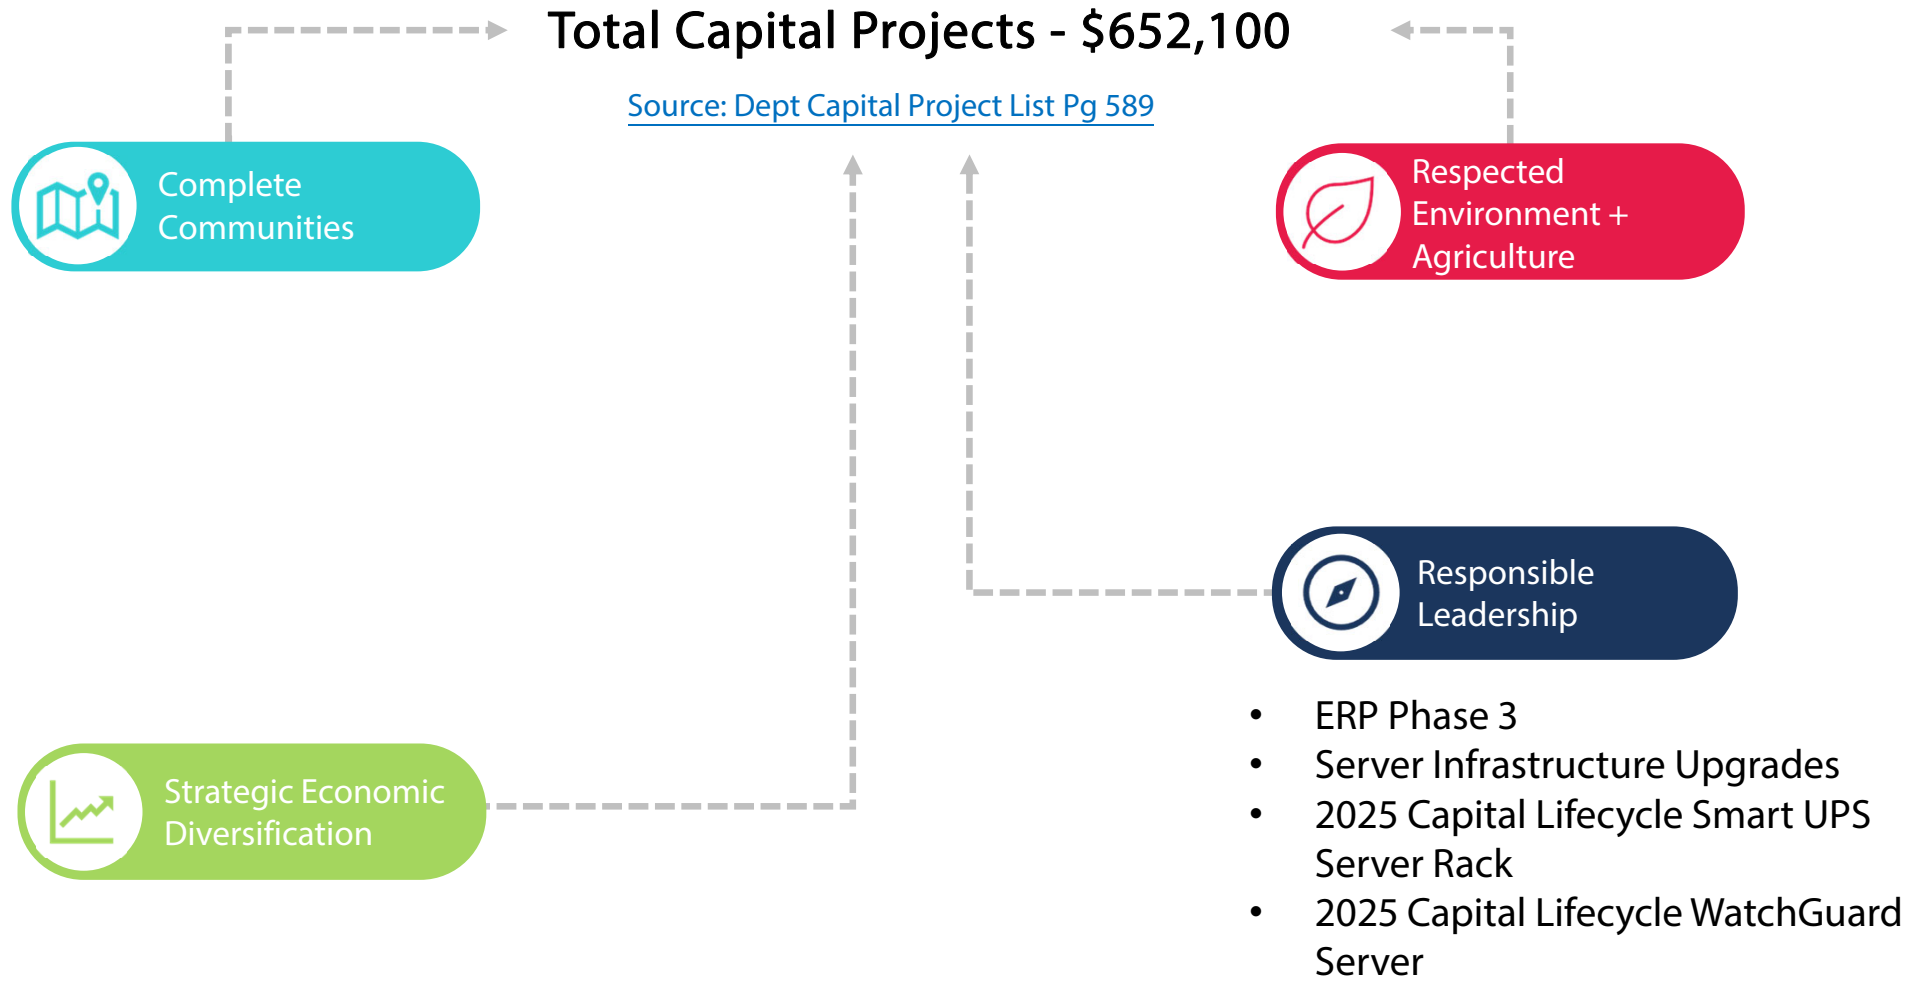 Total Capital Projects - $652,100
Source: Dept Capital Project List Pg 589
Complete
Communities
Respected
Environment +
Agriculture
Responsible
Leadership
• ERP Phase 3
• Server Infrastructure Upgrades
• 2025 Capital Lifecycle Smart UPS
Server Rack
• 2025 Capital Lifecycle WatchGuard
Server
Strategic Economic
Diversification